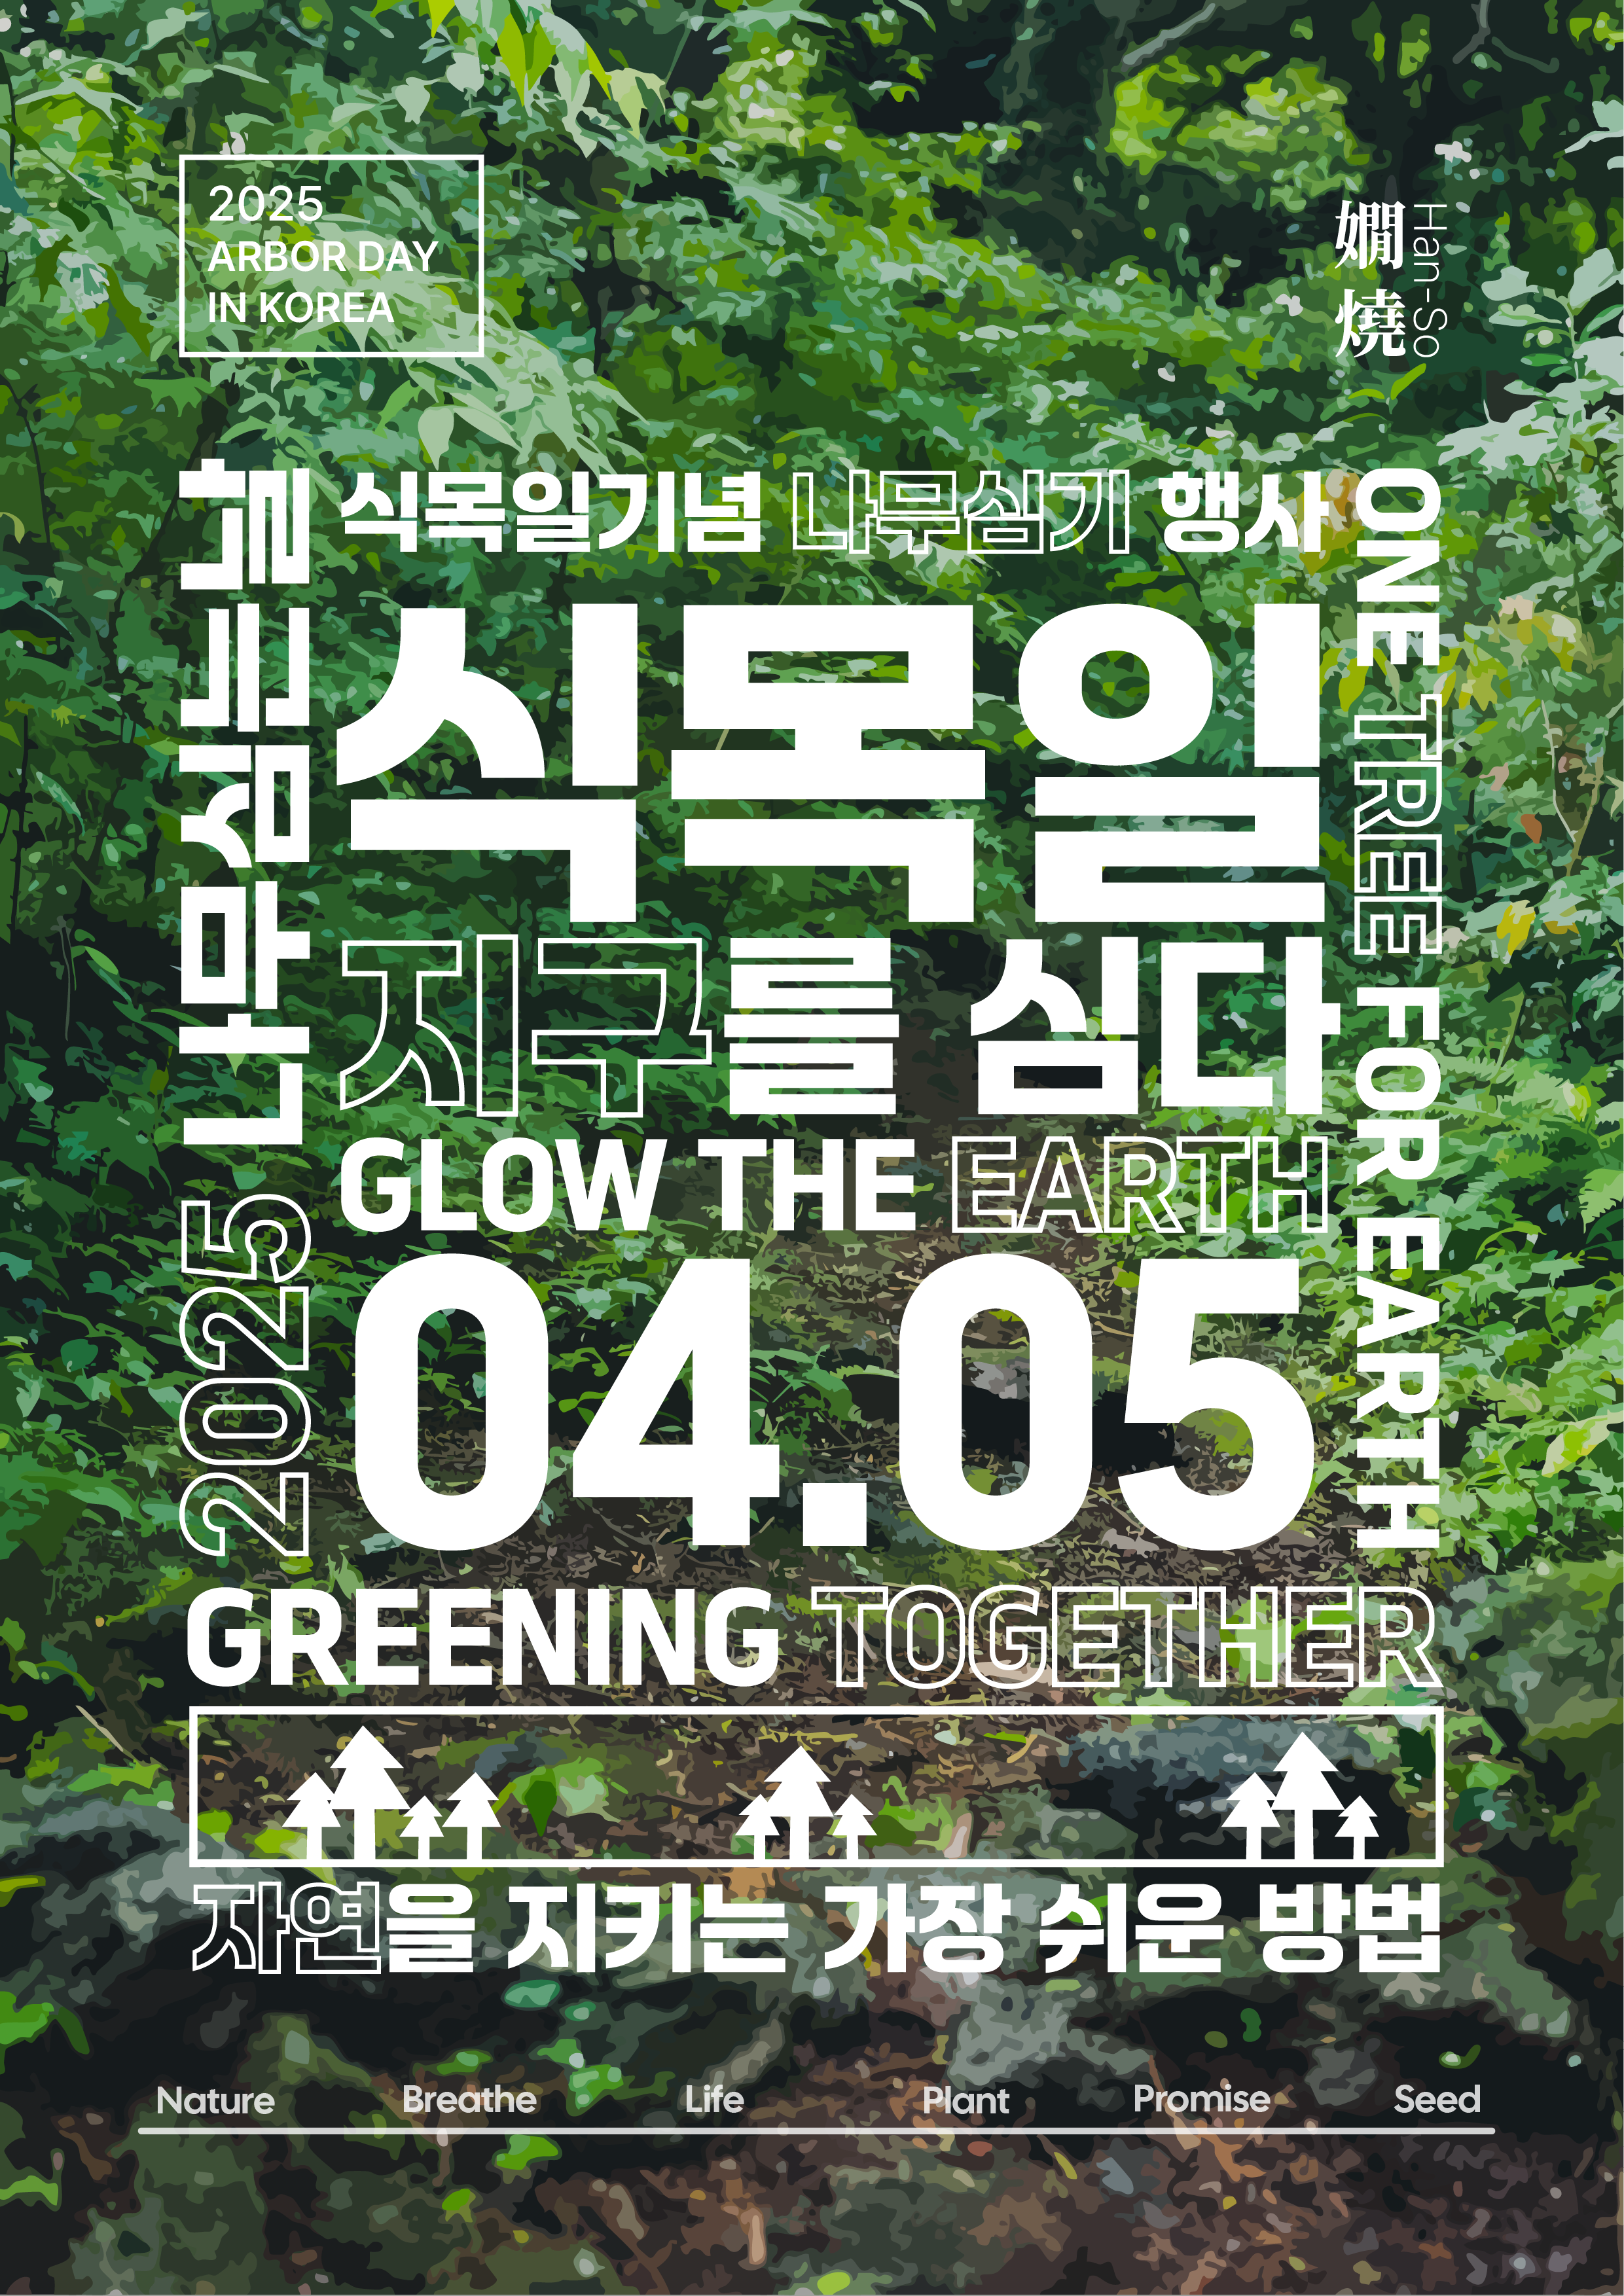 2025
ARBOR DAY
IN KOREA
嫺燒
Han-So
식목일기념 나무심기 행사
2025 나무심는날
식목일
지구를 심다
GLOW THE EARTH
04.05
ONE TREE FOR EARTH
GREENING TOGETHER
자연을 지키는 가장 쉬운 방법
Nature Breathe Life Plant Promise Seed